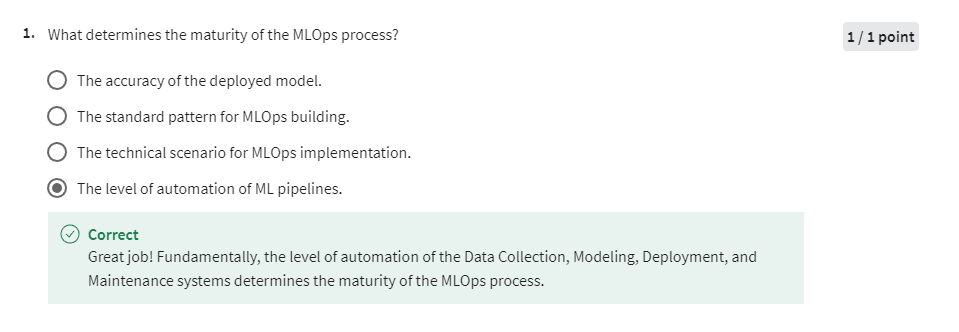 1. What determines the maturity of the MLOps process?
1 / 1 point
The accuracy of the deployed model.
The standard pattern for MLOps building.
The technical scenario for MLOps implementation.
The level of automation of ML pipelines.
Correct
Great job! Fundamentally, the level of automation of the Data Collection, Modeling, Deployment, and
Maintenance systems determines the maturity of the MLOps process.